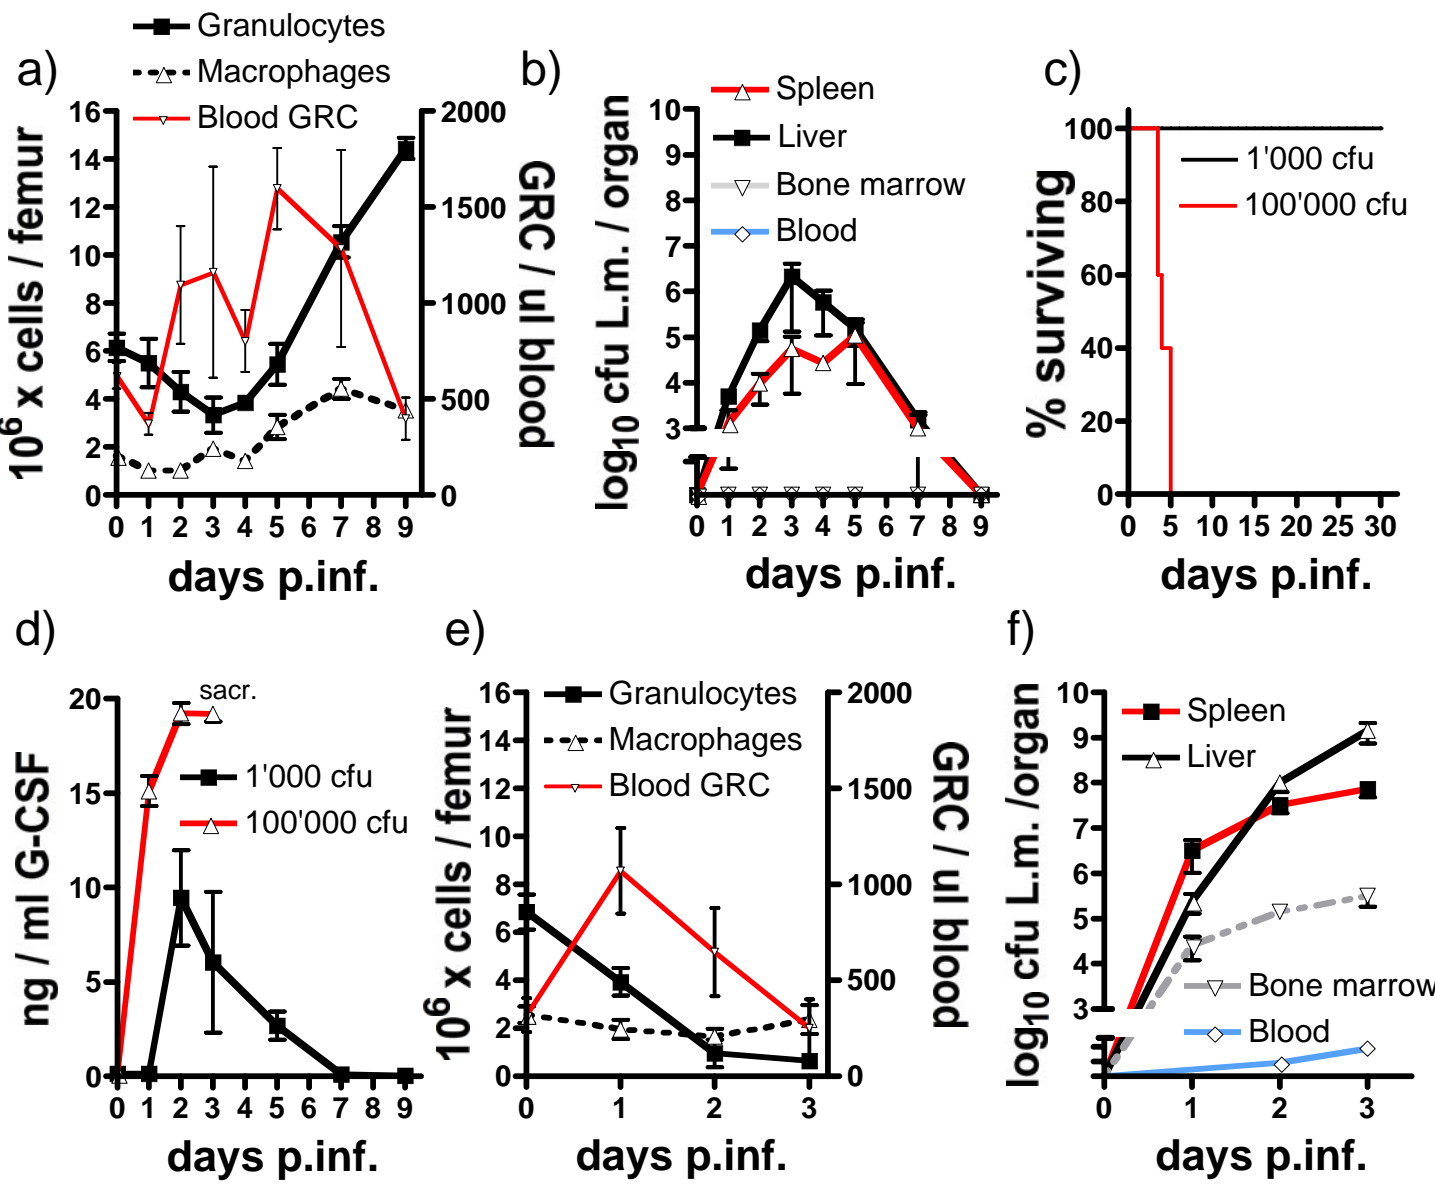 a)
Granulocytes
Macrophages
Blood GRC
16
14
12
10
8
6
4
2
0
10⁶ x cells / femur
2000
1500
1000
500
0
GRC / ul blood
0 1 2 3 4 5 6 7 8 9
days p.inf.
b)
Spleen
Liver
Bone marrow
Blood
10
9
8
7
6
5
4
3
log₁₀ cfu L.m. / organ
0 1 2 3 4 5 6 7 8 9
days p.inf.
c)
1'000 cfu
100'000 cfu
100
80
60
40
20
0
% surviving
0 5 10 15 20 25 30
days p.inf.
d)
sacr.
1'000 cfu
100'000 cfu
20
15
10
5
0
ng / ml G-CSF
0 1 2 3 4 5 6 7 8 9
days p.inf.
e)
Granulocytes
Macrophages
Blood GRC
16
14
12
10
8
6
4
2
0
10⁶ x cells / femur
2000
1500
1000
500
0
GRC / ul blood
0 1 2 3
days p.inf.
f)
Spleen
Liver
Bone marrow
Blood
10
9
8
7
6
5
4
3
log₁₀ cfu L.m. /organ
0 1 2 3
days p.inf.